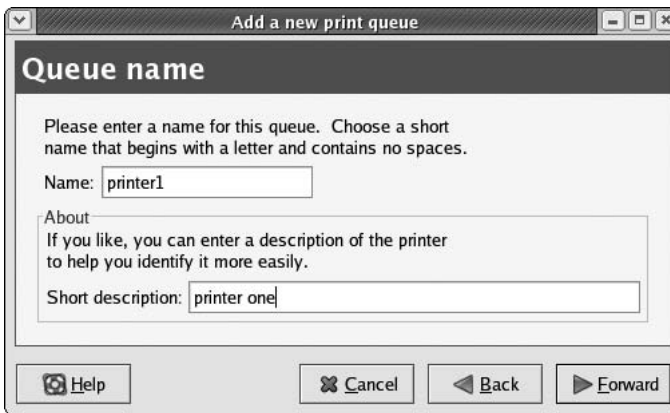 Add a new print queue
Queue name
Please enter a name for this queue. Choose a short
name that begins with a letter and contains no spaces.
Name: printer1
About
If you like, you can enter a description of the printer
to help you identify it more easily.
Short description: printer one
Help Cancel Back Forward